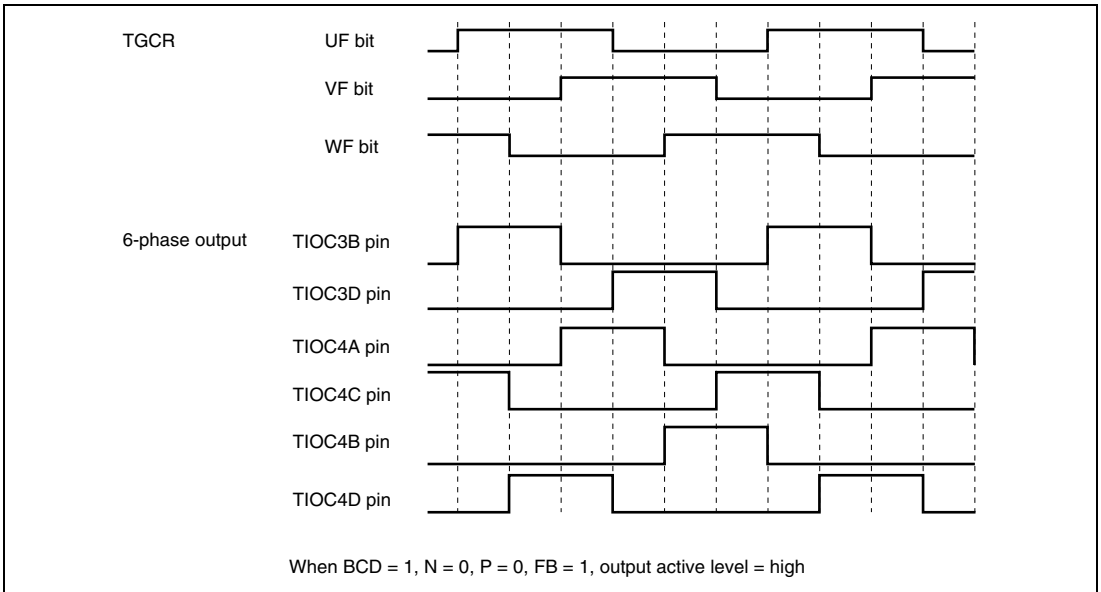 TGCR UF bit
VF bit
WF bit
6-phase output TIOC3B pin
TIOC3D pin
TIOC4A pin
TIOC4C pin
TIOC4B pin
TIOC4D pin
When BCD = 1, N = 0, P = 0, FB = 1, output active level = high